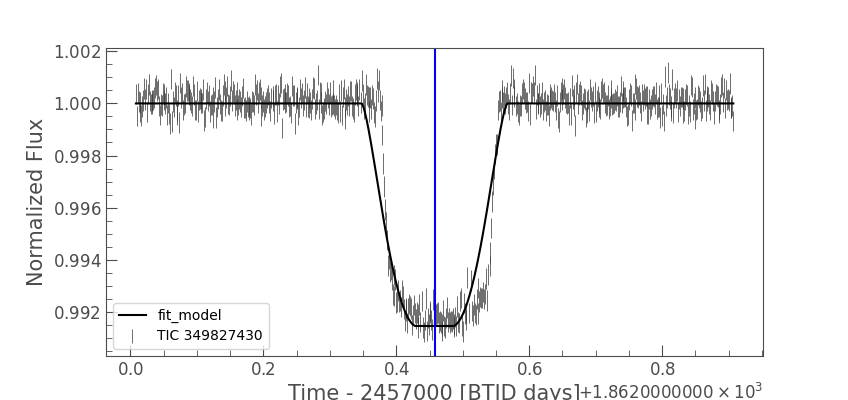 1.002
1.000
0.998
0.996
0.994
0.992
Normalized Flux
fit_model
TIC 349827430
0.0 0.2 0.4 0.6 0.8
Time - 2457000 [BTJD days]
+1.8620000000 × 10³